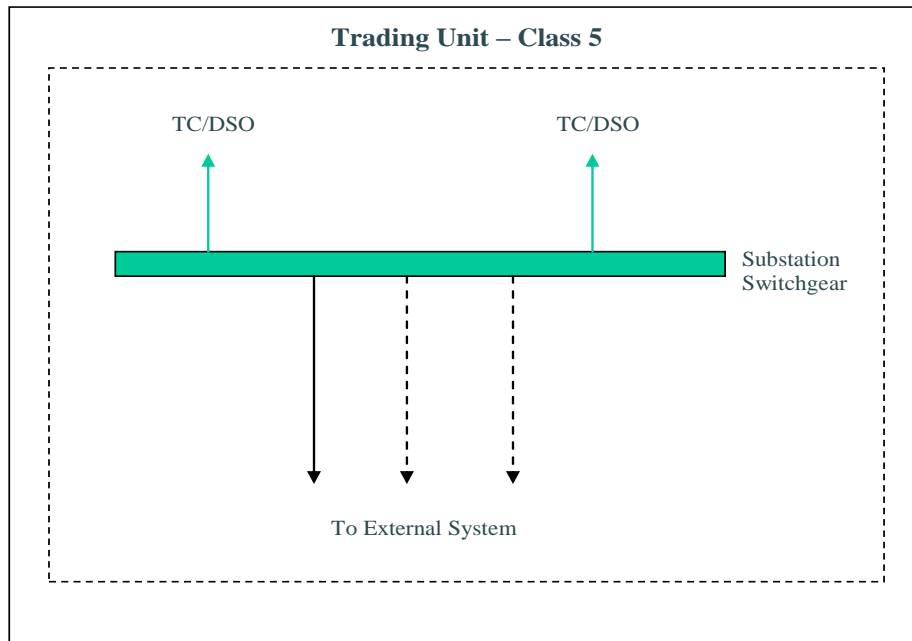 Trading Unit – Class 5
TC/DSO
TC/DSO
Substation
Switchgear
To External System